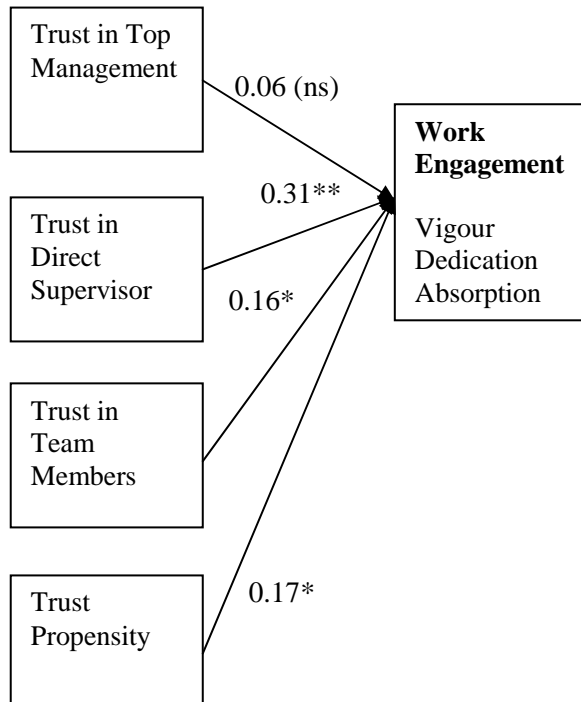 Trust in Top
Management
0.06 (ns)
Work
Engagement
Vigour
Dedication
Absorption
0.31**
Trust in
Direct
Supervisor
0.16*
Trust in
Team
Members
0.17*
Trust
Propensity